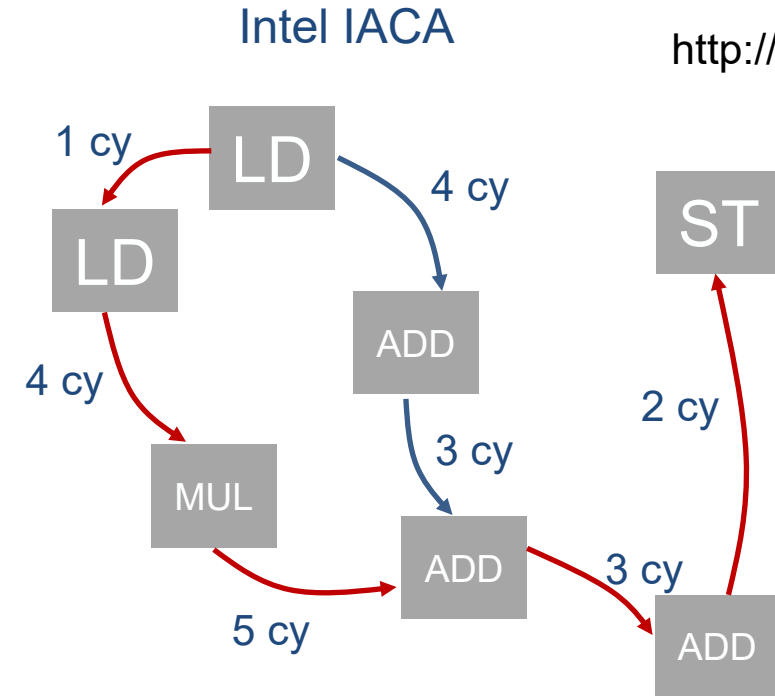 Intel IACA
http://
1 cy
LD
4 cy
LD
ST
ADD
4 cy
2 cy
3 cy
MUL
ADD
3 cy
5 cy
ADD